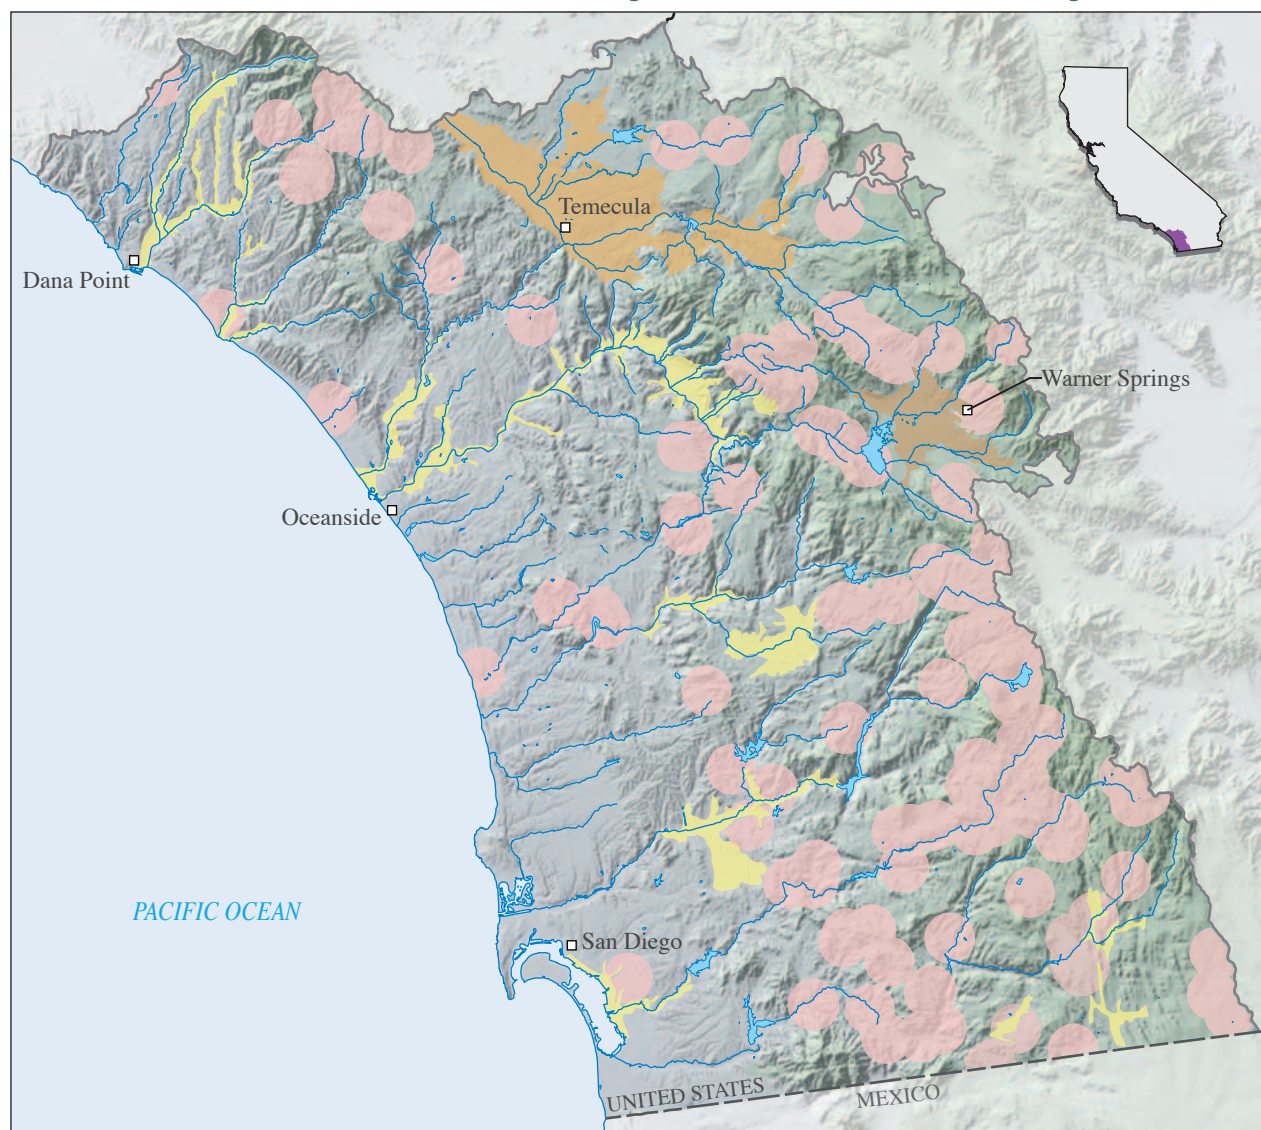 Temecula
Dana Point
Warner Springs
Oceanside
PACIFIC OCEAN
San Diego
UNITED STATES
MEXICO